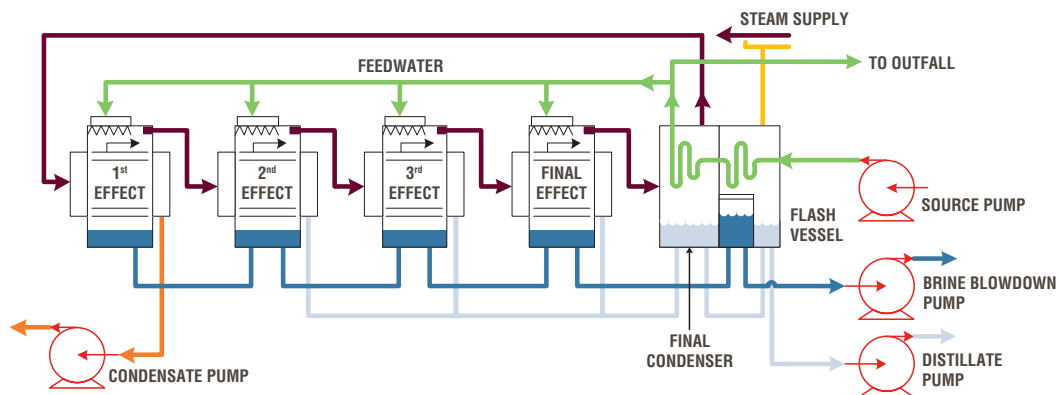 STEAM SUPPLY
FEEDWATER
TO OUTFALL
1st
EFFECT
2nd
EFFECT
3rd
EFFECT
FINAL
EFFECT
SOURCE PUMP
FLASH
VESSEL
BRINE BLOWDOWN
PUMP
FINAL
CONDENSER
CONDENSATE PUMP
DISTILLATE
PUMP